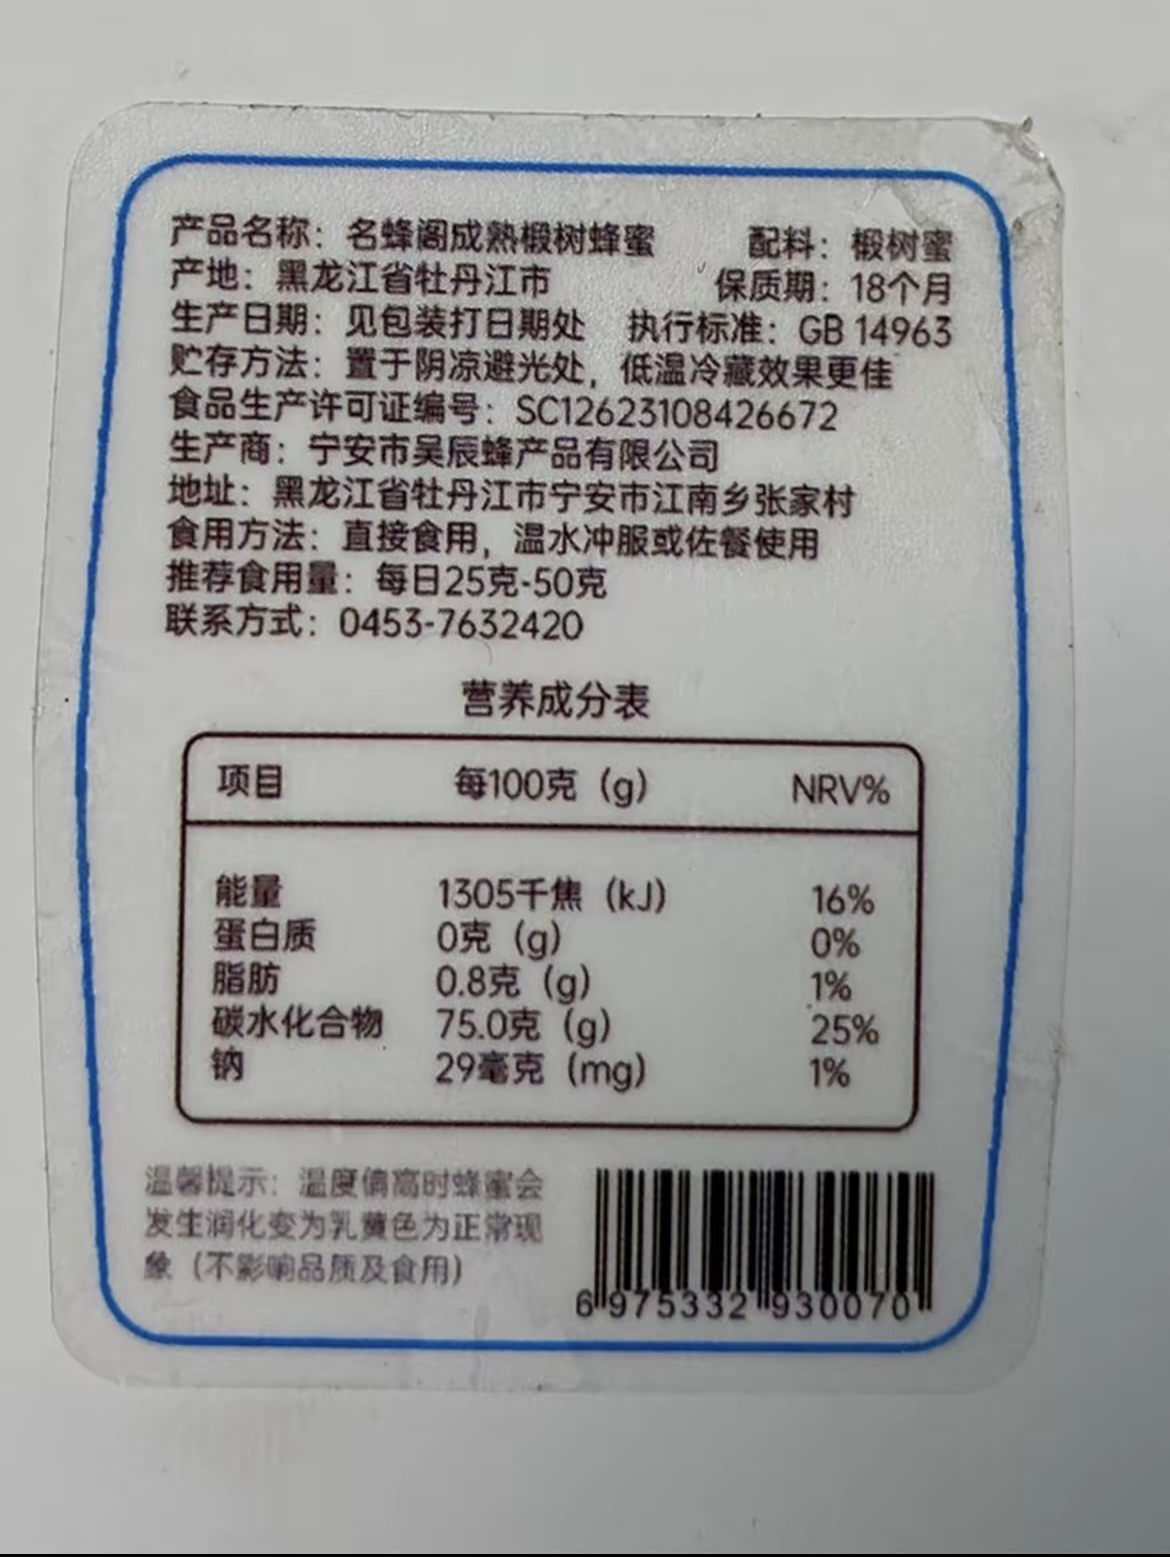 产品名称：名蜂阁成熟椴树蜂蜜 配料：椴树蜜
产地：黑龙江省牡丹江市 保质期：18个月
生产日期：见包装打日期处 执行标准：GB 14963
贮存方法：置于阴凉避光处，低温冷藏效果更佳
食品生产许可证编号：SC12623108426672
生产商：宁安市吴辰蜂产品有限公司
地址：黑龙江省牡丹江市宁安市江南乡张家村
食用方法：直接食用，温水冲服或佐餐使用
推荐食用量：每日25克-50克
联系方式：0453-7632420
营养成分表
项目 每100克（g） NRV%
能量 1305千焦（kJ） 16%
蛋白质 0克（g） 0%
脂肪 0.8克（g） 1%
碳水化合物 75.0克（g） 25%
钠 29毫克（mg） 1%
温馨提示：温度偏高时蜂蜜会
发生润化变为乳黄色为正常现
象（不影响品质及食用）
6 975332 930070